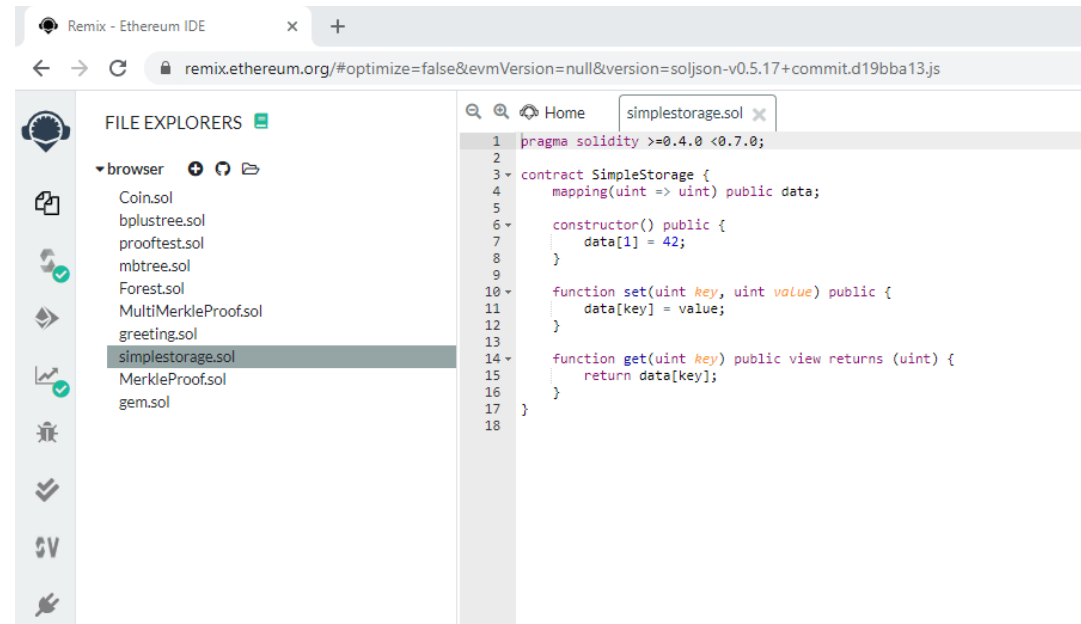 Remix - Ethereum IDE
remix.ethereum.org/#optimize=false&evmVersion=null&version=soljson-v0.5.17+commit.d19bba13.js
FILE EXPLORERS
browser
Coin.sol
bplustree.sol
prooftest.sol
mbtree.sol
Forest.sol
MultiMerkleProof.sol
greeting.sol
simplestorage.sol
MerkleProof.sol
gem.sol
SV
Home simplestorage.sol
1 pragma solidity >=0.4.0 <0.7.0;
2
3 contract SimpleStorage {
4     mapping(uint => uint) public data;
5
6     constructor() public {
7         data[1] = 42;
8     }
9
10     function set(uint key, uint value) public {
11         data[key] = value;
12     }
13
14     function get(uint key) public view returns (uint) {
15         return data[key];
16     }
17 }
18